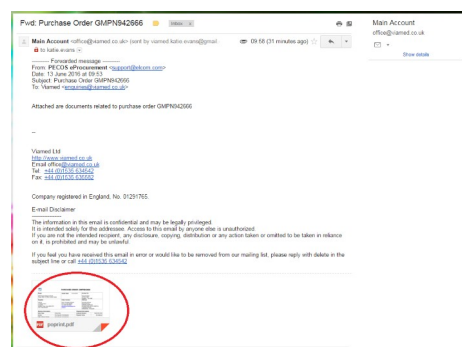 Fwd: Purchase Order GMPN942666
Inbox x
Main Account
office@viamed.co.uk
Show details
Main Account <office@viamed.co.uk> (sent by viamed.katie.evans@gmail
09:58 (31 minutes ago)
to katie.evans
---------- Forwarded message ----------
From: PECOS eProcurement <support@elcom.com>
Date: 13 June 2016 at 09:53
Subject: Purchase Order GMPN942666
To: Viamed <enquiries@viamed.co.uk>
Attached are documents related to purchase order GMPN942666
--
Viamed Ltd
http://www.viamed.co.uk
Email office@viamed.co.uk
Tel: +44 (0)1535 634542
Fax: +44 (0)1535 635582
Company registered in England. No. 01291765.
E-mail Disclaimer
The information in this email is confidential and may be legally privileged.
It is intended solely for the addressee. Access to this email by anyone else is unauthorized.
If you are not the intended recipient, any disclosure, copying, distribution or any action taken or omitted to be taken in reliance
on it, is prohibited and may be unlawful
If you feel you have received this email in error or would like to be removed from our mailing list, please reply with delete in the
subject line or call +44 (0)1535 634542
poprint.pdf